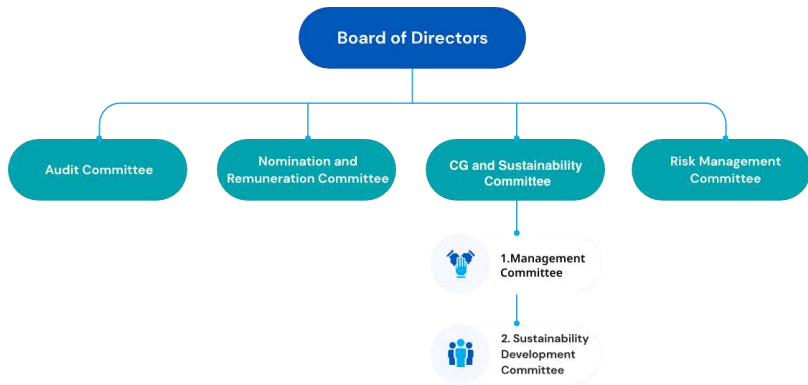 Board of Directors
Audit Committee
Nomination and
Remuneration Committee
CG and Sustainability
Committee
Risk Management
Committee
1.Management
Committee
2. Sustainability
Development
Committee